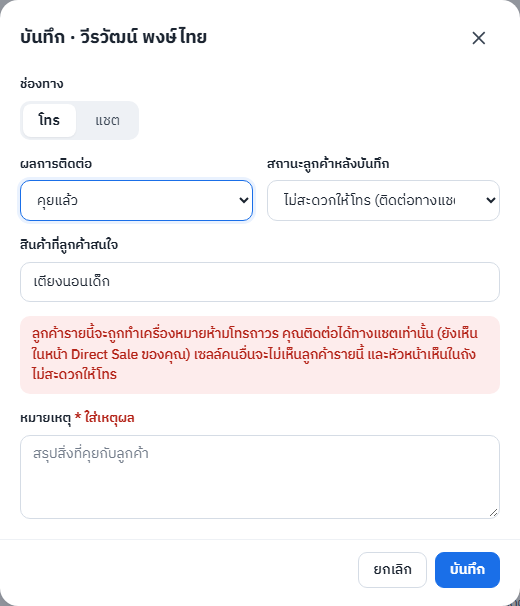 บันทึก · วีรวัฒน์ พงษ์ไทย
ช่องทาง
โทร แชต
ผลการติดต่อ สถานะลูกค้าหลังบันทึก
คุยแล้ว ไม่สะดวกให้โทร (ติดต่อทางแช
สินค้าที่ลูกค้าสนใจ
เตียงนอนเด็ก
ลูกค้ารายนี้จะถูกทำเครื่องหมายห้ามโทรถาวร คุณติดต่อได้ทางแชตเท่านั้น (ยังเห็น
ในหน้า Direct Sale ของคุณ) เซลล์คนอื่นจะไม่เห็นลูกค้ารายนี้ และหัวหน้าเห็นในถัง
ไม่สะดวกให้โทร
หมายเหตุ * ใส่เหตุผล
สรุปสิ่งที่คุยกับลูกค้า
ยกเลิก บันทึก